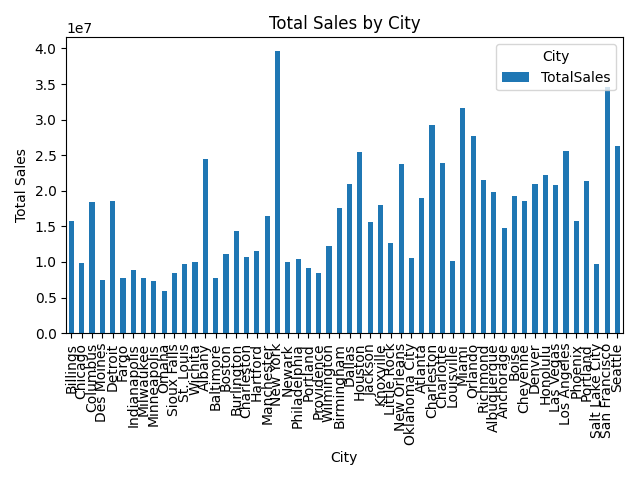 Total Sales by City
1e7
4.0
3.5
3.0
2.5
2.0
1.5
1.0
0.5
0.0
Total Sales
City
TotalSales
Billings
Chicago
Columbus
Des Moines
Detroit
Fargo
Indianapolis
Milwaukee
Minneapolis
Omaha
Sioux Falls
St. Louis
Wichita
Albany
Baltimore
Boston
Burlington
Charleston
Hartford
Manchester
New York
Newark
Philadelphia
Portland
Providence
Wilmington
Birmingham
Dallas
Houston
Jackson
Knoxville
Little Rock
New Orleans
Oklahoma City
Atlanta
Charleston
Charlotte
Louisville
Miami
Orlando
Richmond
Albuquerque
Anchorage
Boise
Cheyenne
Denver
Honolulu
Las Vegas
Los Angeles
Phoenix
Portland
Salt Lake City
San Francisco
Seattle
City